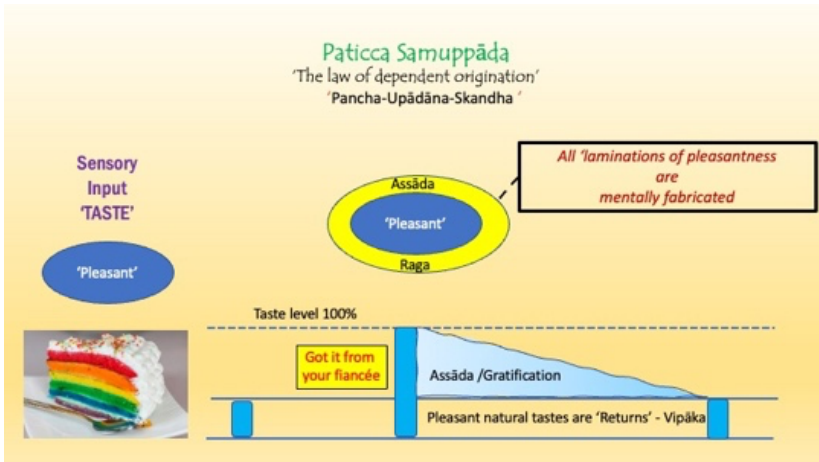 Paticca Samuppāda
'The law of dependent origination'
'Pancha-Upādāna-Skandha '
Sensory
Input
'TASTE'
'Pleasant'
Assāda
'Pleasant'
Raga
All 'laminations of pleasantness
are
mentally fabricated
Taste level 100%
Got it from
your fiancée
Assāda /Gratification
Pleasant natural tastes are 'Returns' - Vipāka